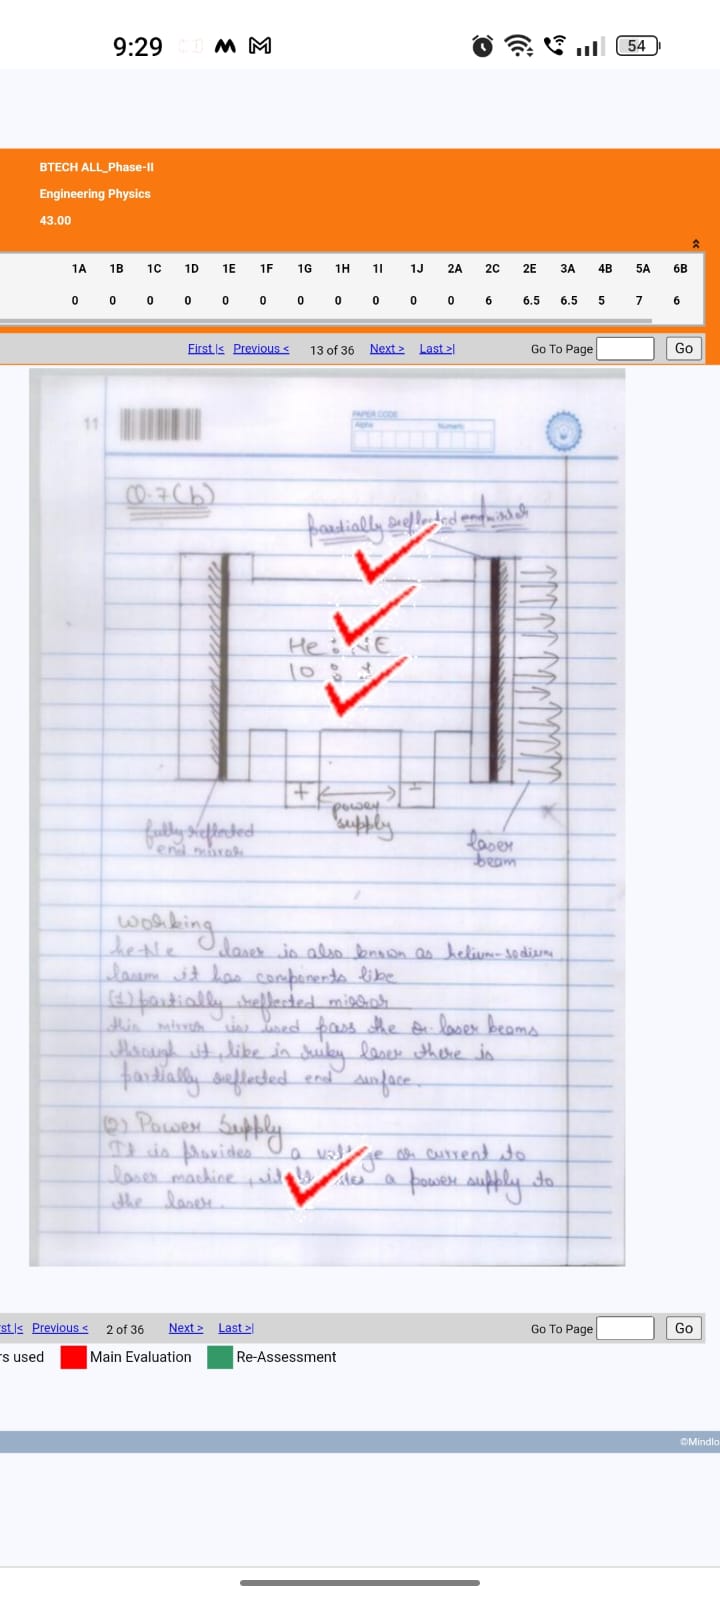 9:29
54
BTECH ALL_Phase-II
Engineering Physics
43.00
1A 1B 1C 1D 1E 1F 1G 1H 1I 1J 2A 2C 2E 3A 4B 5A 6B
0 0 0 0 0 0 0 0 0 0 0 6 6.5 6.5 5 7 6
First |< Previous < 13 of 36 Next > Last >| Go To Page Go
11
PAPER CODE
Alpha Numeric
Q.7(b)
partially reflected end mirror
He : NE
10 : 1
+ -
power
supply
fully reflected
end mirror
laser
beam
working
he-Ne laser is also known as helium-sodium
it has components like
(1) partially reflected mirror
this mirror is used pass the laser beams
through it, like in ruby laser there is
partially reflected end surface.
(2) Power Supply
It is provides a voltage or current to
laser machine, a power supply to
the laser.
st |< Previous < 2 of 36 Next > Last >| Go To Page Go
rs used Main Evaluation Re-Assessment
©Mindlo